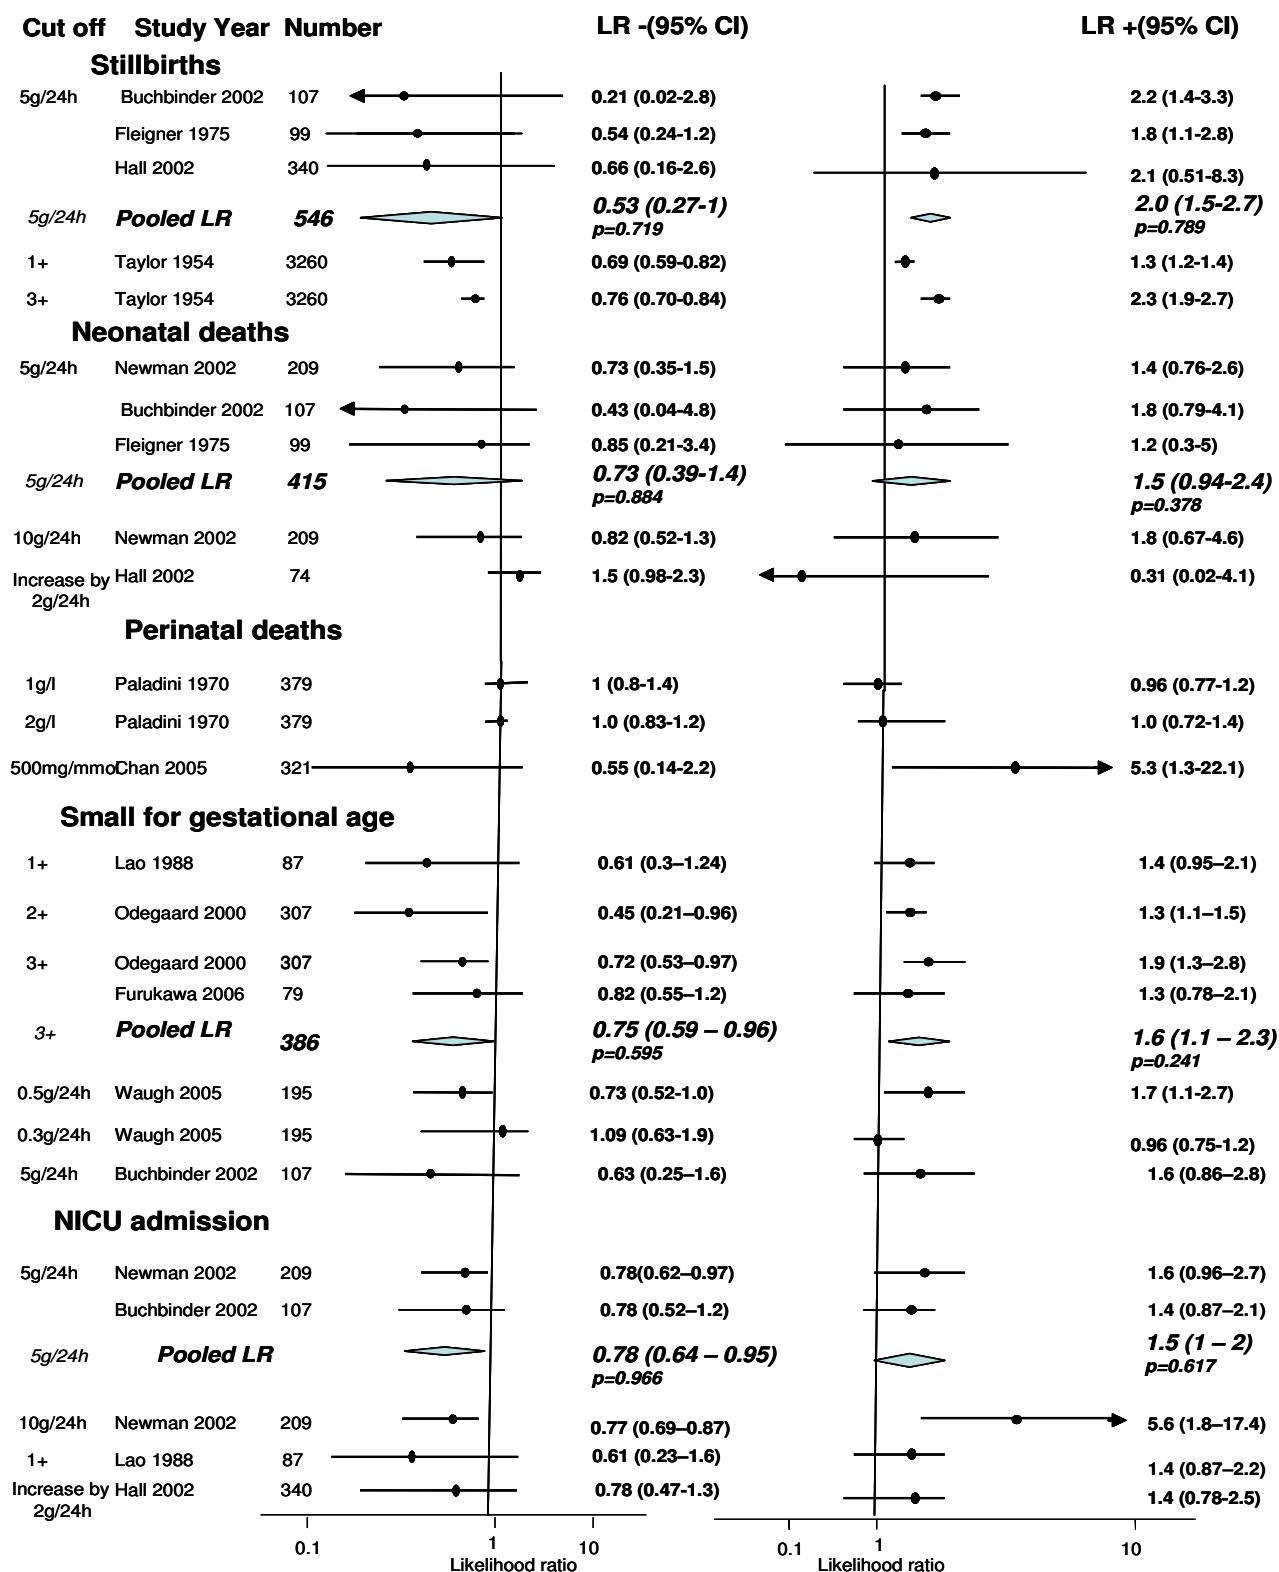 Cut off Study Year Number LR -(95% CI) LR +(95% CI)
Stillbirths
5g/24h Buchbinder 2002 107 0.21 (0.02-2.8) 2.2 (1.4-3.3)
Fleigner 1975 99 0.54 (0.24-1.2) 1.8 (1.1-2.8)
Hall 2002 340 0.66 (0.16-2.6) 2.1 (0.51-8.3)
5g/24h Pooled LR 546 0.53 (0.27-1) 2.0 (1.5-2.7)
p=0.719 p=0.789
1+ Taylor 1954 3260 0.69 (0.59-0.82) 1.3 (1.2-1.4)
3+ Taylor 1954 3260 0.76 (0.70-0.84) 2.3 (1.9-2.7)
Neonatal deaths
5g/24h Newman 2002 209 0.73 (0.35-1.5) 1.4 (0.76-2.6)
Buchbinder 2002 107 0.43 (0.04-4.8) 1.8 (0.79-4.1)
Fleigner 1975 99 0.85 (0.21-3.4) 1.2 (0.3-5)
5g/24h Pooled LR 415 0.73 (0.39-1.4) 1.5 (0.94-2.4)
p=0.884 p=0.378
10g/24h Newman 2002 209 0.82 (0.52-1.3) 1.8 (0.67-4.6)
Increase by Hall 2002 74 1.5 (0.98-2.3) 0.31 (0.02-4.1)
2g/24h
Perinatal deaths
1g/l Paladini 1970 379 1 (0.8-1.4) 0.96 (0.77-1.2)
2g/l Paladini 1970 379 1.0 (0.83-1.2) 1.0 (0.72-1.4)
500mg/mmo Chan 2005 321 0.55 (0.14-2.2) 5.3 (1.3-22.1)
Small for gestational age
1+ Lao 1988 87 0.61 (0.3–1.24) 1.4 (0.95–2.1)
2+ Odegaard 2000 307 0.45 (0.21–0.96) 1.3 (1.1–1.5)
3+ Odegaard 2000 307 0.72 (0.53–0.97) 1.9 (1.3–2.8)
Furukawa 2006 79 0.82 (0.55–1.2) 1.3 (0.78–2.1)
3+ Pooled LR 386 0.75 (0.59 – 0.96) 1.6 (1.1 – 2.3)
p=0.595 p=0.241
0.5g/24h Waugh 2005 195 0.73 (0.52-1.0) 1.7 (1.1-2.7)
0.3g/24h Waugh 2005 195 1.09 (0.63-1.9) 0.96 (0.75-1.2)
5g/24h Buchbinder 2002 107 0.63 (0.25–1.6) 1.6 (0.86–2.8)
NICU admission
5g/24h Newman 2002 209 0.78(0.62–0.97) 1.6 (0.96–2.7)
Buchbinder 2002 107 0.78 (0.52–1.2) 1.4 (0.87–2.1)
5g/24h Pooled LR 0.78 (0.64 – 0.95) 1.5 (1 – 2)
p=0.966 p=0.617
10g/24h Newman 2002 209 0.77 (0.69–0.87) 5.6 (1.8–17.4)
1+ Lao 1988 87 0.61 (0.23–1.6) 1.4 (0.87–2.2)
Increase by Hall 2002 340 0.78 (0.47-1.3) 1.4 (0.78-2.5)
2g/24h
0.1 1 10 0.1 1 10
Likelihood ratio Likelihood ratio